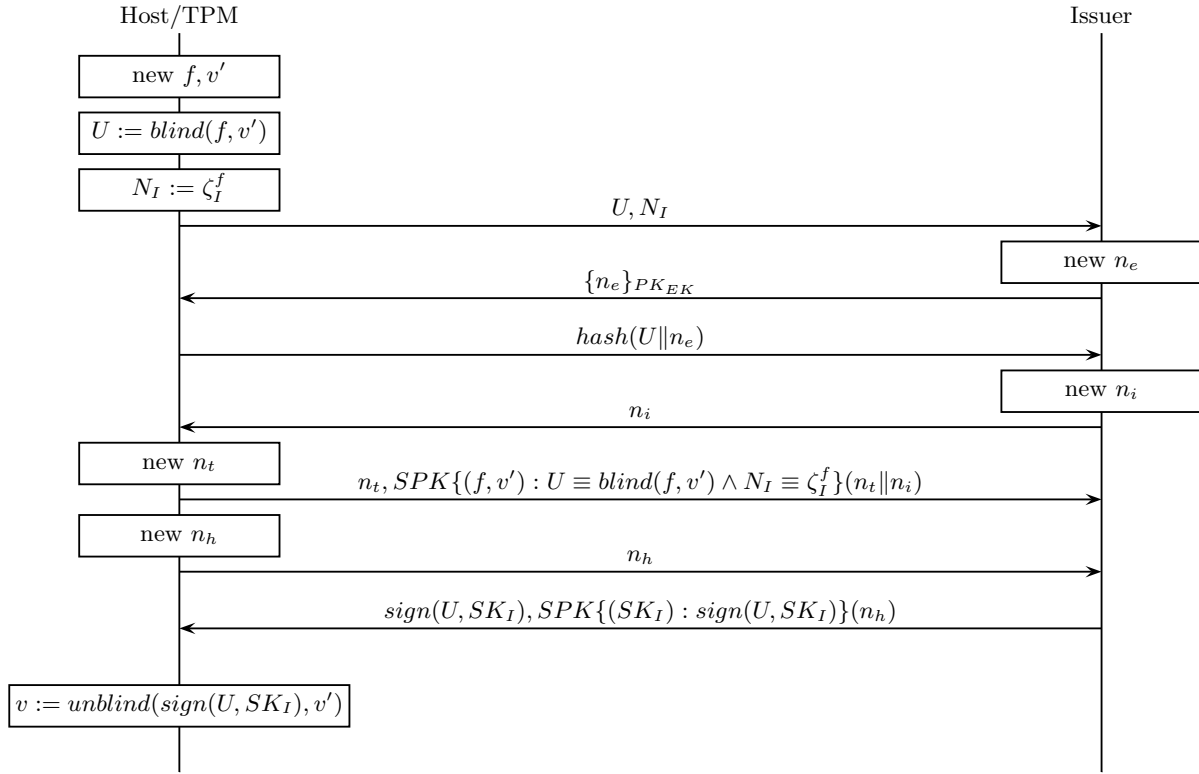 Host/TPM Issuer
new f, v′
U := blind(f, v′)
N_I := ζ_I^f
U, N_I
new n_e
{n_e}_{PK_{EK}}
hash(U‖n_e)
new n_i
n_i
new n_t
n_t, SPK{(f, v′) : U ≡ blind(f, v′) ∧ N_I ≡ ζ_I^f}(n_t‖n_i)
new n_h
n_h
sign(U, SK_I), SPK{(SK_I) : sign(U, SK_I)}(n_h)
v := unblind(sign(U, SK_I), v′)